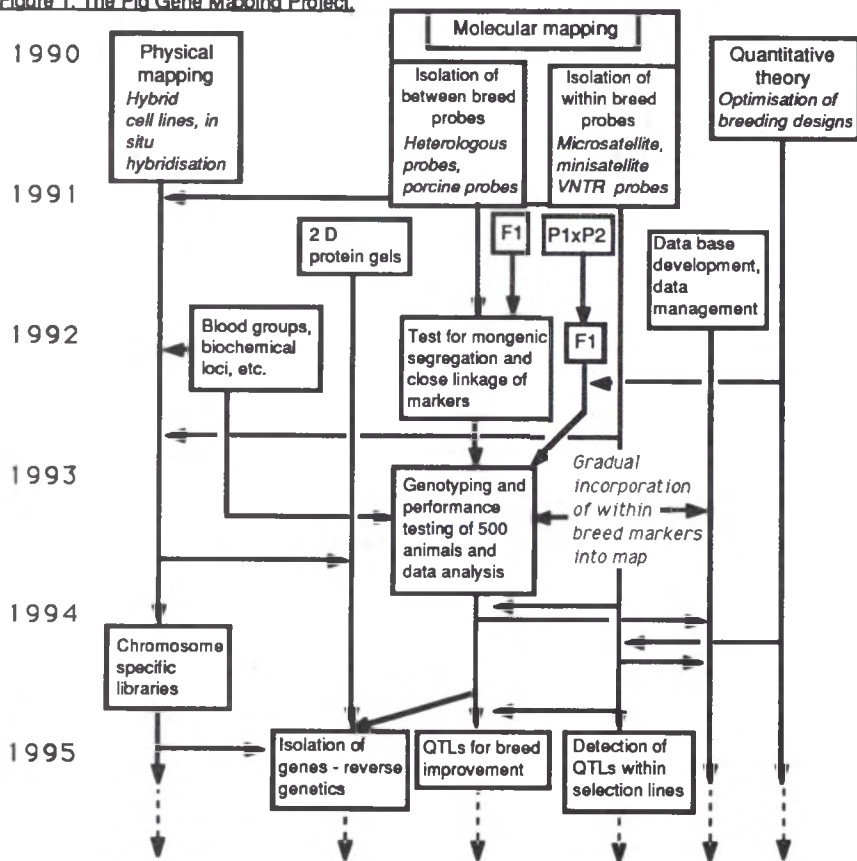 Figure 1. The Pig Gene Mapping Project.
1990
Physical
mapping
Hybrid
cell lines, in
situ
hybridisation
Molecular mapping
Isolation of
between breed
probes
Heterologous
probes,
porcine probes
Isolation of
within breed
probes
Microsatellite,
minisatellite
VNTR probes
Quantitative
theory
Optimisation of
breeding designs
1991
2 D
protein gels
F1
P1xP2
Data base
development,
data
management
1992
Blood groups,
biochemical
loci, etc.
Test for mongenic
segregation and
close linkage of
markers
F1
1993
Genotyping and
performance
testing of 500
animals and
data analysis
Gradual
incorporation
of within
breed markers
into map
1994
Chromosome
specific
libraries
1995
Isolation of
genes - reverse
genetics
QTLs for breed
improvement
Detection of
QTLs within
selection lines